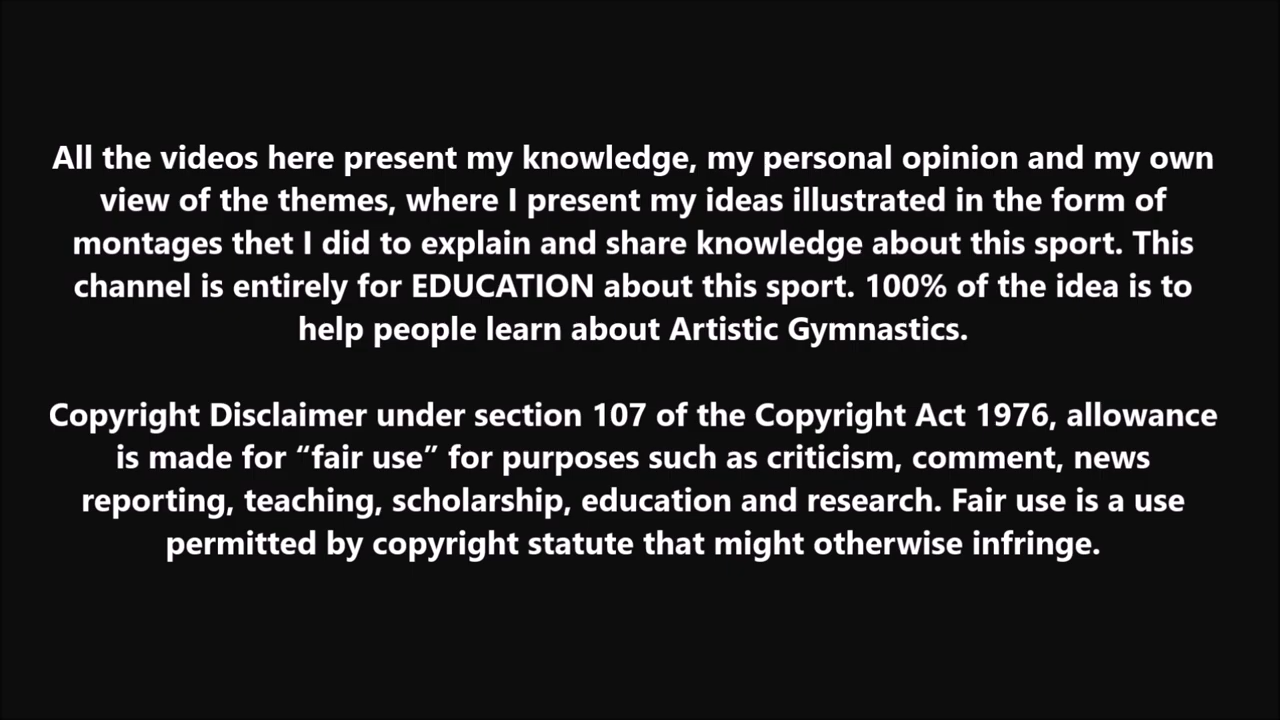 All the videos here present my knowledge, my personal opinion and my own
view of the themes, where I present my ideas illustrated in the form of
montages thet I did to explain and share knowledge about this sport. This
channel is entirely for EDUCATION about this sport. 100% of the idea is to
help people learn about Artistic Gymnastics.
Copyright Disclaimer under section 107 of the Copyright Act 1976, allowance
is made for “fair use” for purposes such as criticism, comment, news
reporting, teaching, scholarship, education and research. Fair use is a use
permitted by copyright statute that might otherwise infringe.